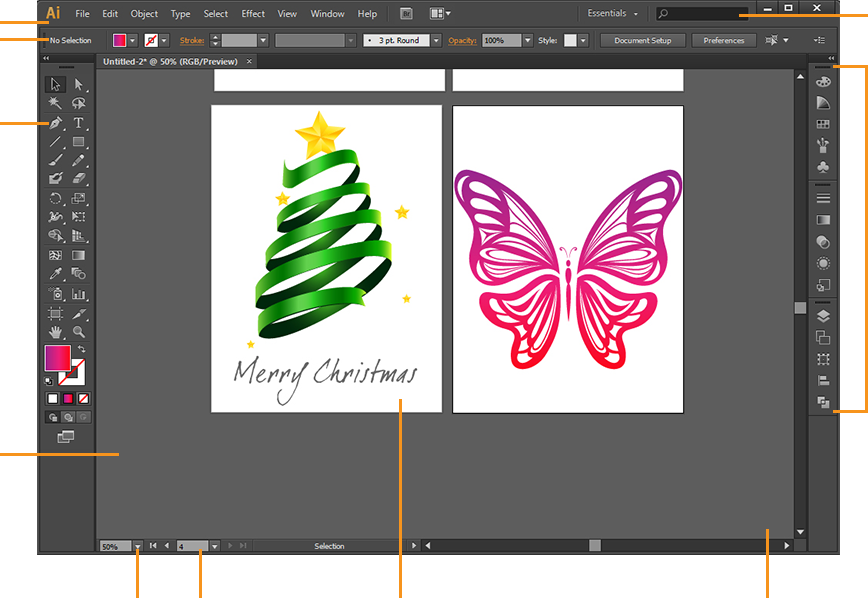 Ai File Edit Object Type Select Effect View Window Help Br Essentials
No Selection Stroke: 3 pt. Round Opacity: 100% Style: Document Setup Preferences
Untitled-2* @ 50% (RGB/Preview) ×
T
Merry Christmas
50% 4 Selection